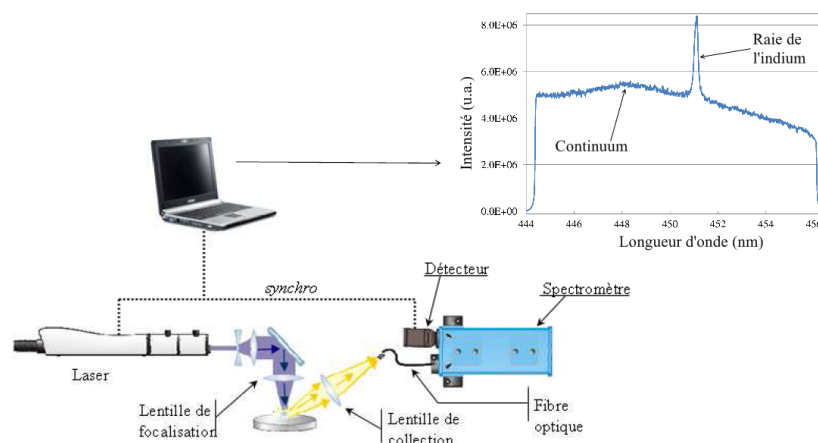 8.0E+06
Raie de
l'indium
6.0E+06
Intensité (u.a.)
4.0E+06
Continuum
2.0E+06
0.0E+00
444 446 448 450 452 454 456
Longueur d'onde (nm)
Détecteur
synchro
Spectromètre
Laser
Lentille de
focalisation
Lentille de
collection
Fibre
optique